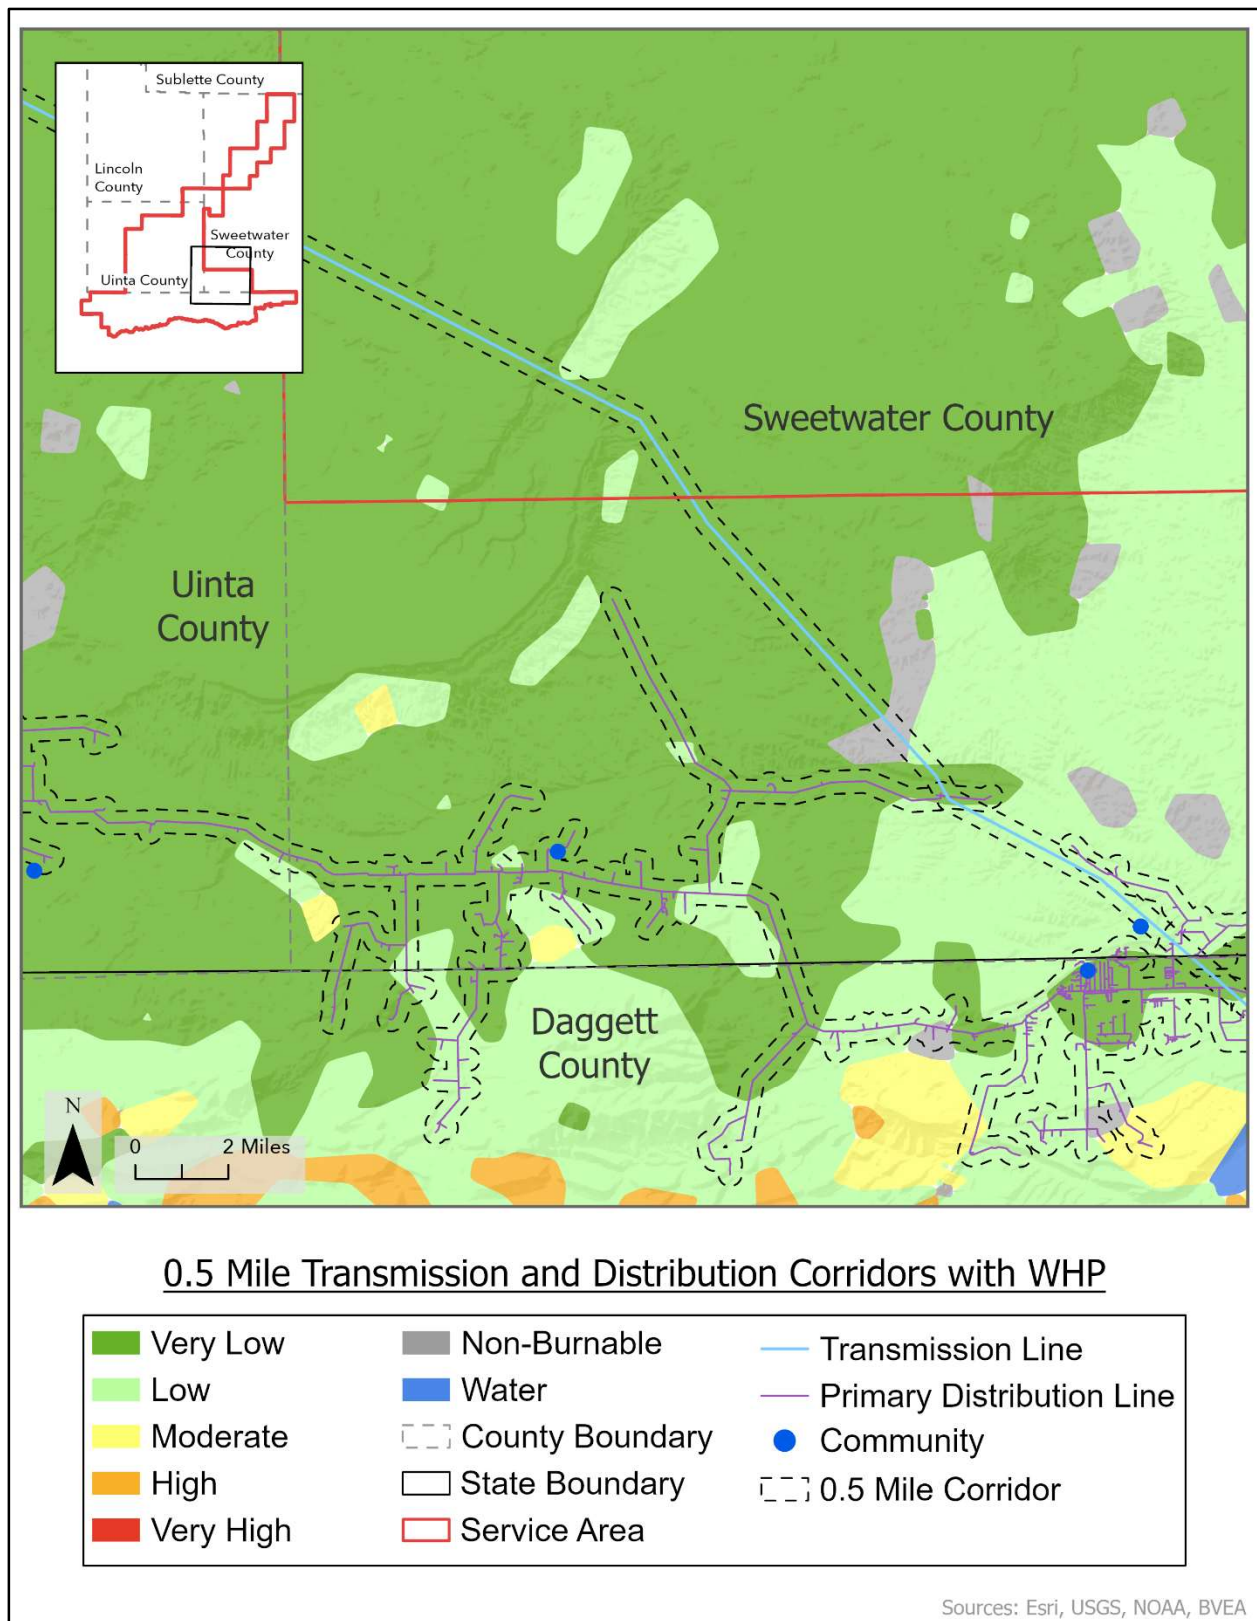 Sublette County
Lincoln
County
Sweetwater
County
Uinta County
Sweetwater County
Uinta
County
Daggett
County
N
0 2 Miles
0.5 Mile Transmission and Distribution Corridors with WHP
Very Low
Low
Moderate
High
Very High
Non-Burnable
Water
County Boundary
State Boundary
Service Area
Transmission Line
Primary Distribution Line
Community
0.5 Mile Corridor
Sources: Esri, USGS, NOAA, BVEA